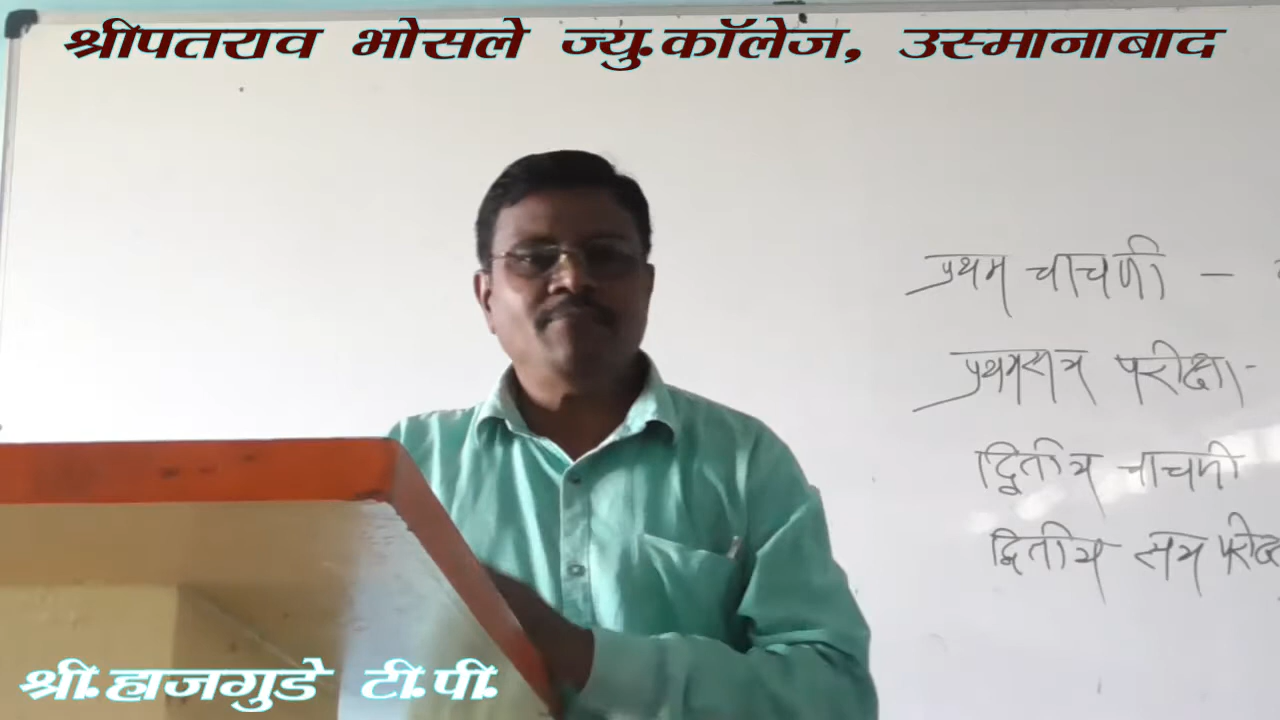 श्रीपतराव भोसले ज्यु.कॉलेज, उस्मानाबाद
प्रथम चाचणी -
प्रथमसत्र परीक्षा-
द्वितीय चाचणी
द्वितीय सत्र
श्री.हाजगुडे टी.पी.